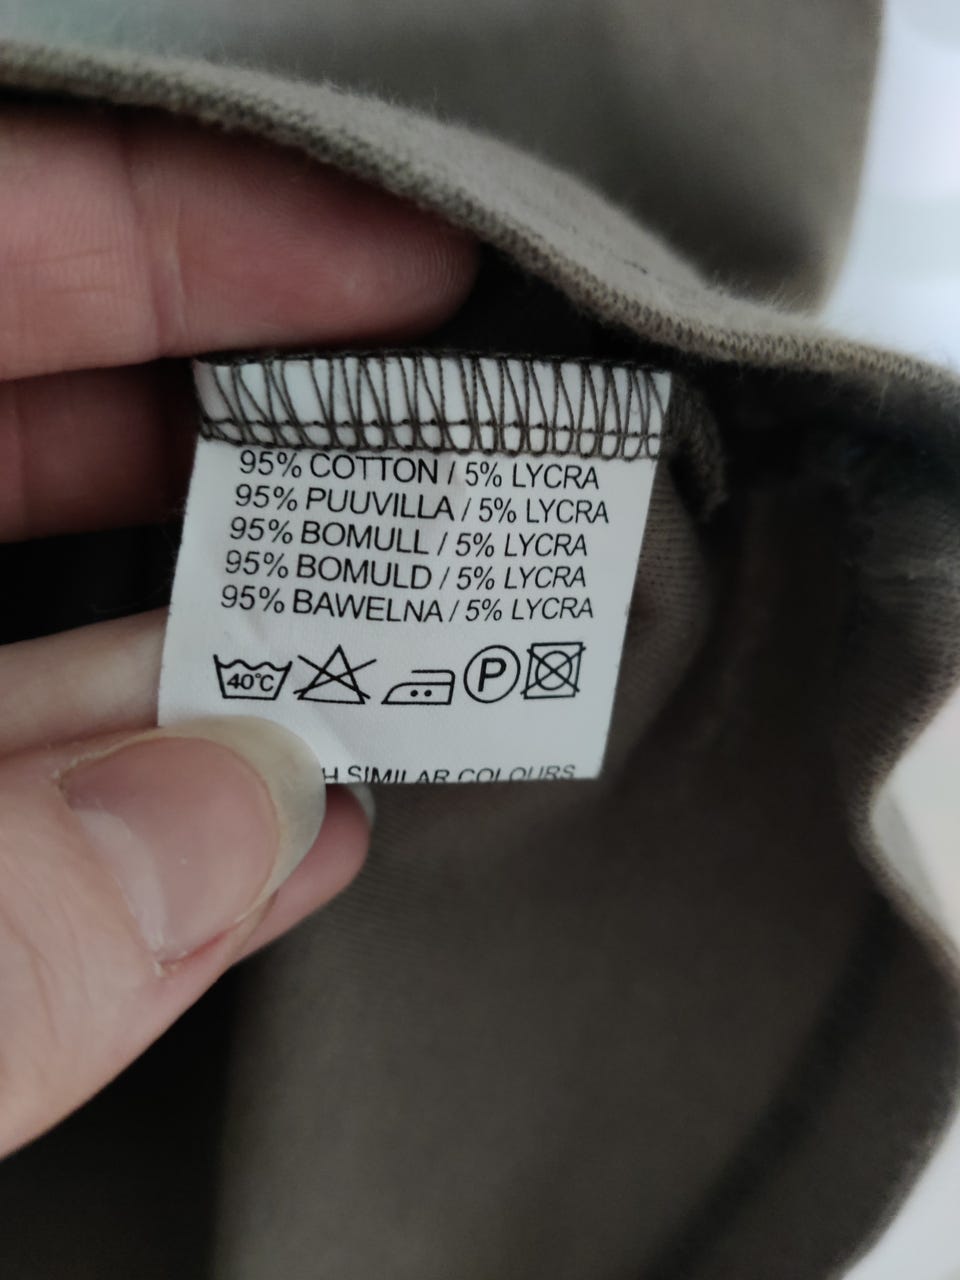 95% COTTON / 5% LYCRA
95% PUUVILLA / 5% LYCRA
95% BOMULL / 5% LYCRA
95% BOMULD / 5% LYCRA
95% BAWELNA / 5% LYCRA
40°C P
SIMILAR COLOURS